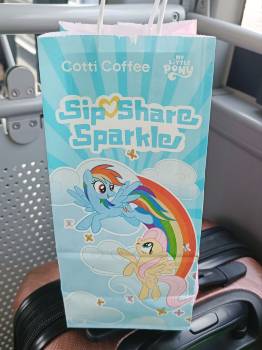 Cotti Coffee
MY LITTLE PONY
Sip Share
Sparkle